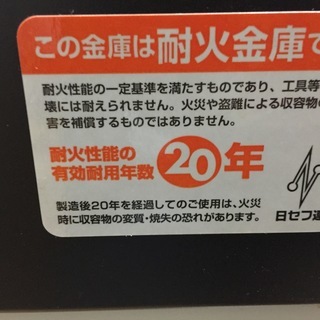 この金庫は耐火金庫で
耐火性能の一定基準を満たすものであり、工具等
壊には耐えられません。火災や盗難による収容物の
害を補償するものではありません。
耐火性能の
有効耐用年数
20年
製造後20年を経過してのご使用は、火災
時に収容物の変質・焼失の恐れがあります。
日セフ連